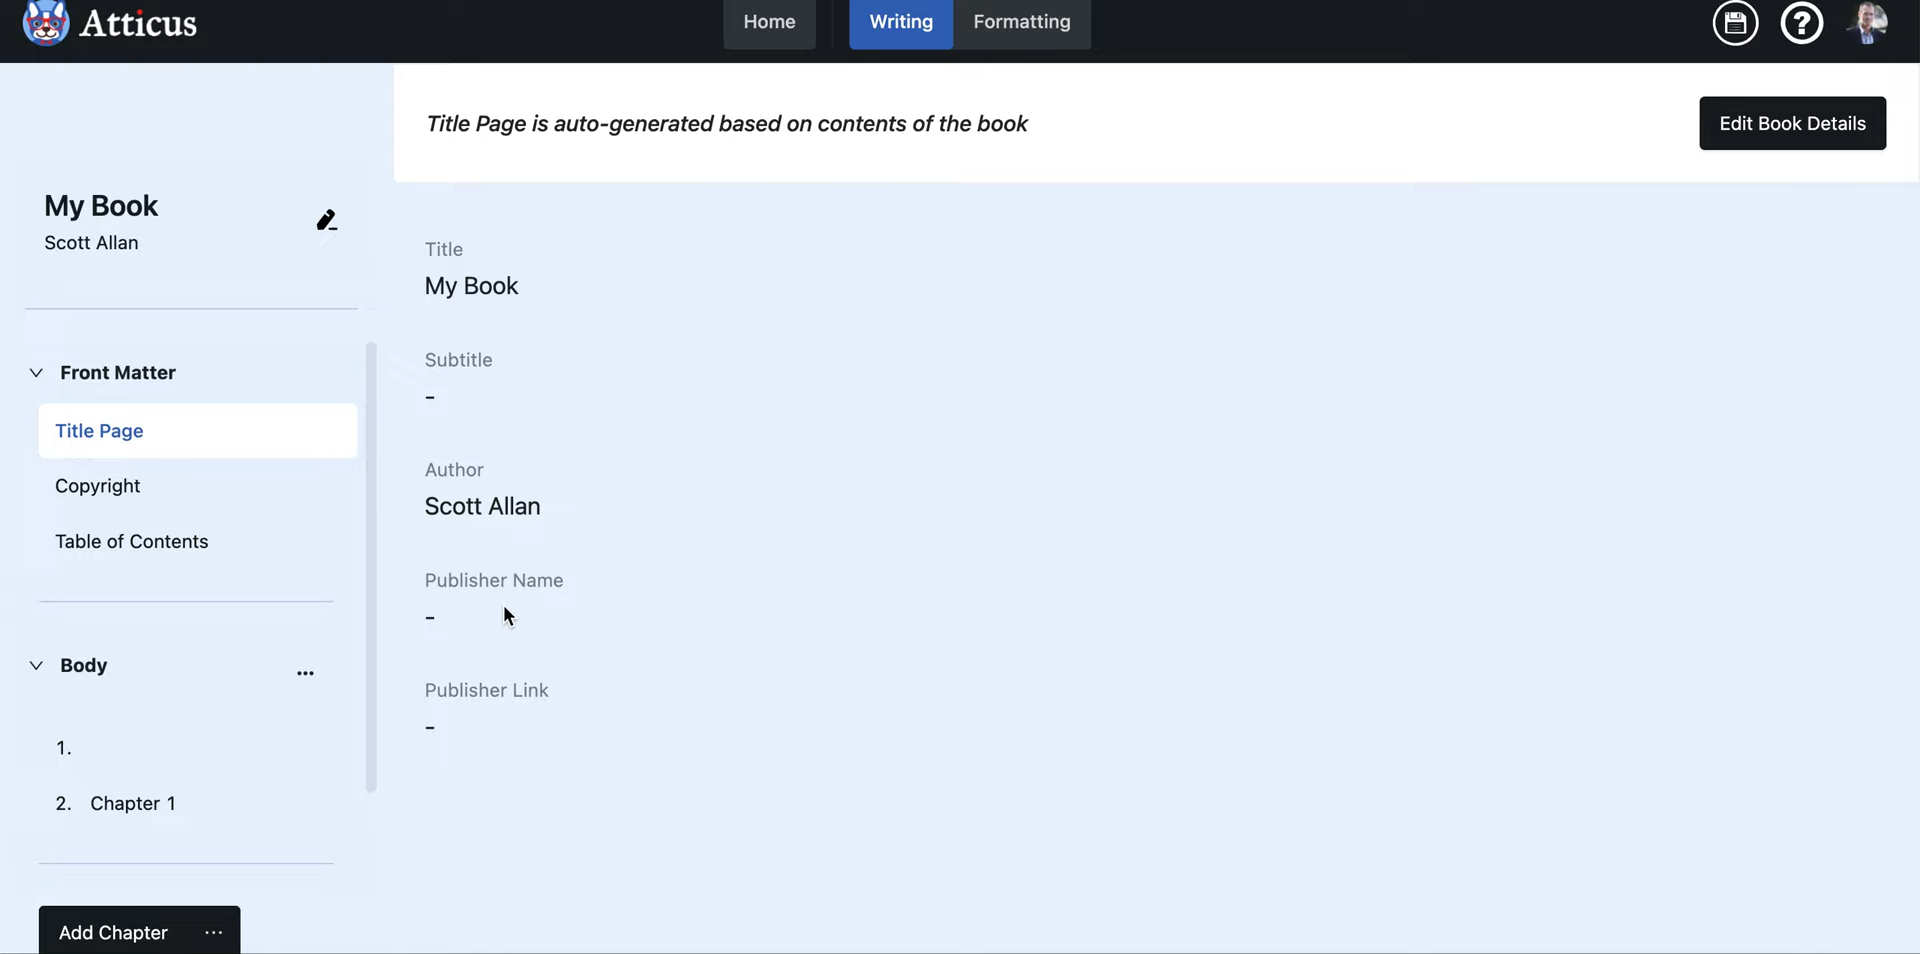 Atticus
Home
Writing
Formatting
?
Title Page is auto-generated based on contents of the book
Edit Book Details
My Book
Scott Allan
Front Matter
Title Page
Copyright
Table of Contents
Body
...
1.
2. Chapter 1
Add Chapter ...
Title
My Book
Subtitle
-
Author
Scott Allan
Publisher Name
-
Publisher Link
-